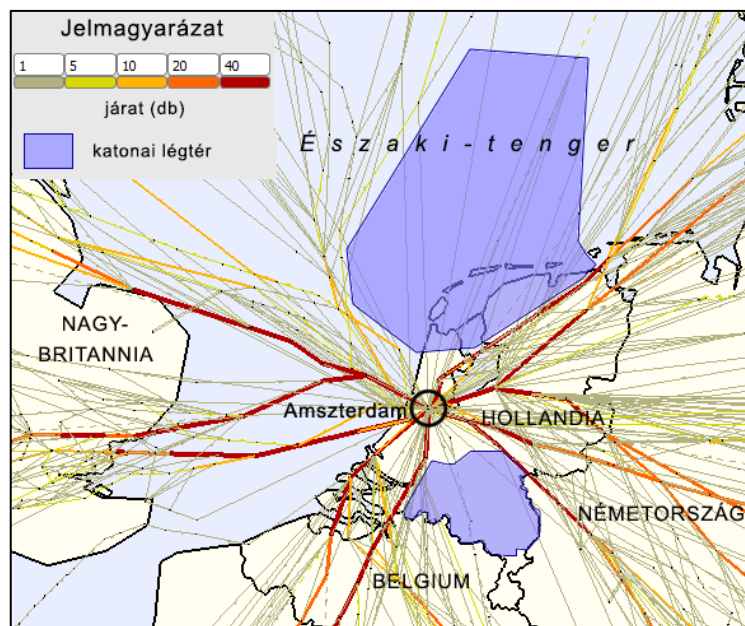 Jelmagyarázat
1 5 10 20 40
járat (db)
katonai légtér
Északi-tenger
NAGY-
BRITANNIA
Amszterdam
HOLLANDIA
NÉMETORSZÁG
BELGIUM